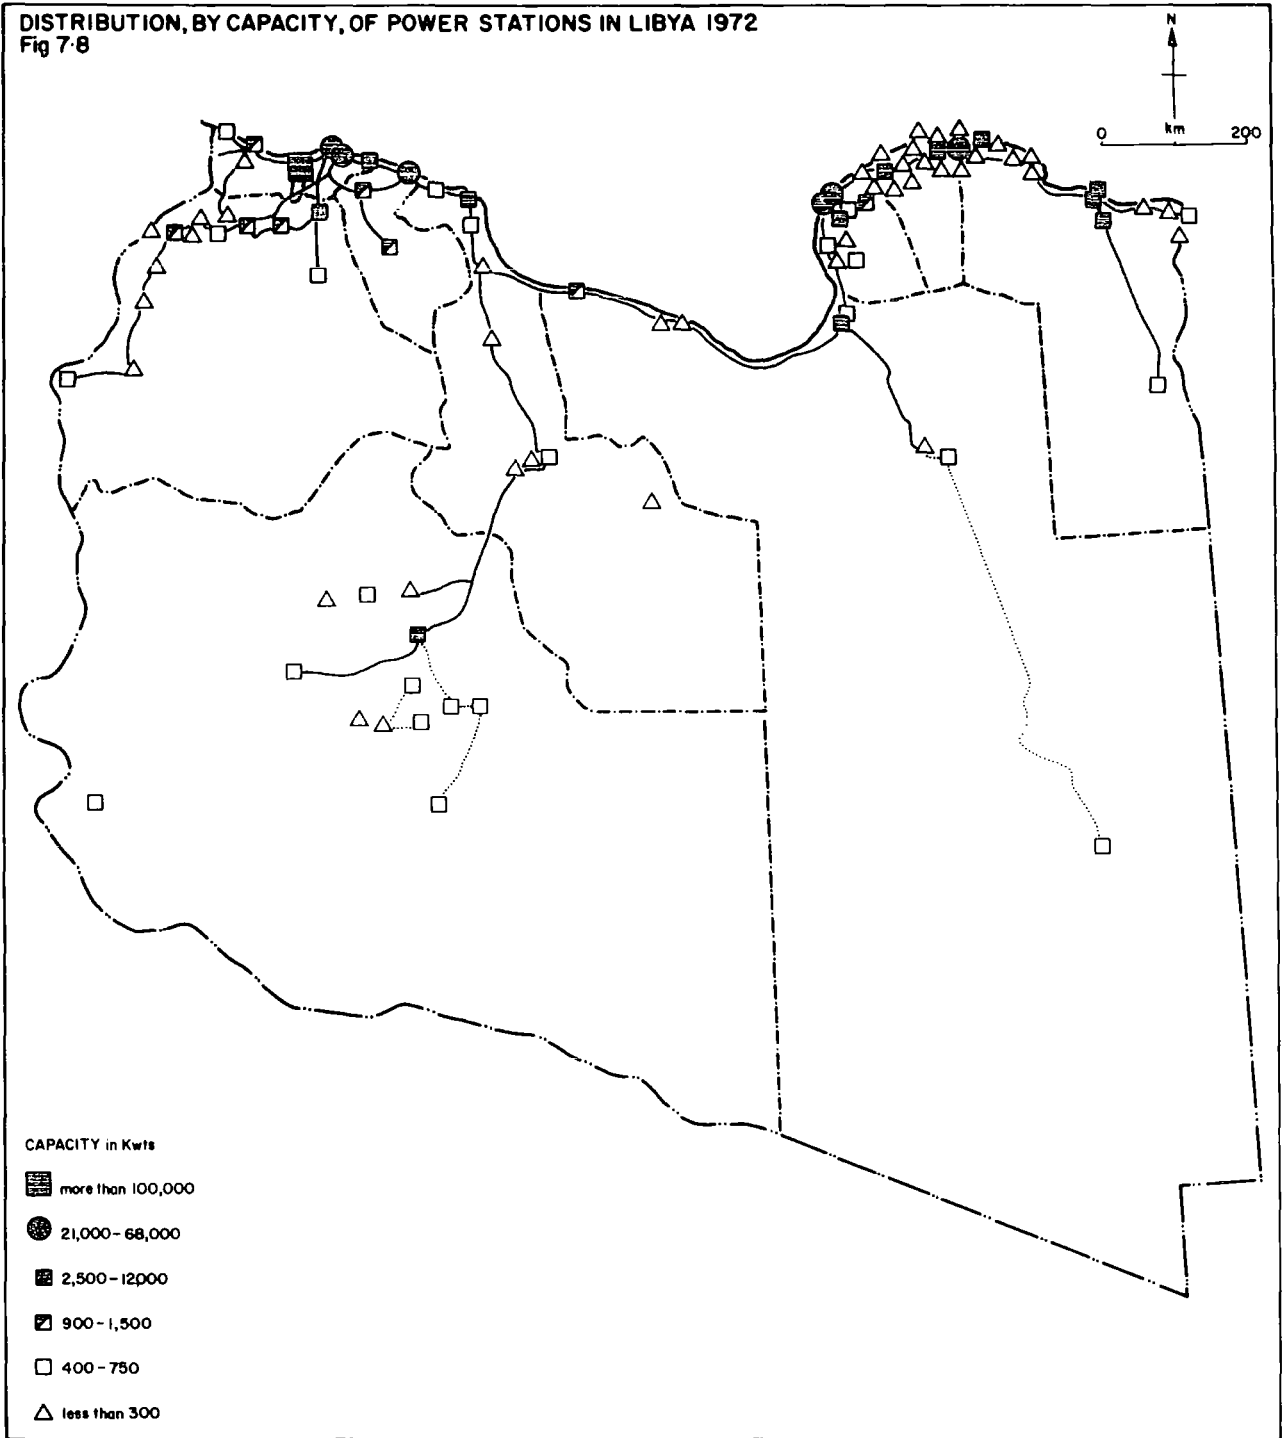 DISTRIBUTION, BY CAPACITY, OF POWER STATIONS IN LIBYA 1972
Fig 7·8
N
0 km 200
CAPACITY in Kwts
more than 100,000
21,000-68,000
2,500-12,000
900-1,500
400-750
less than 300